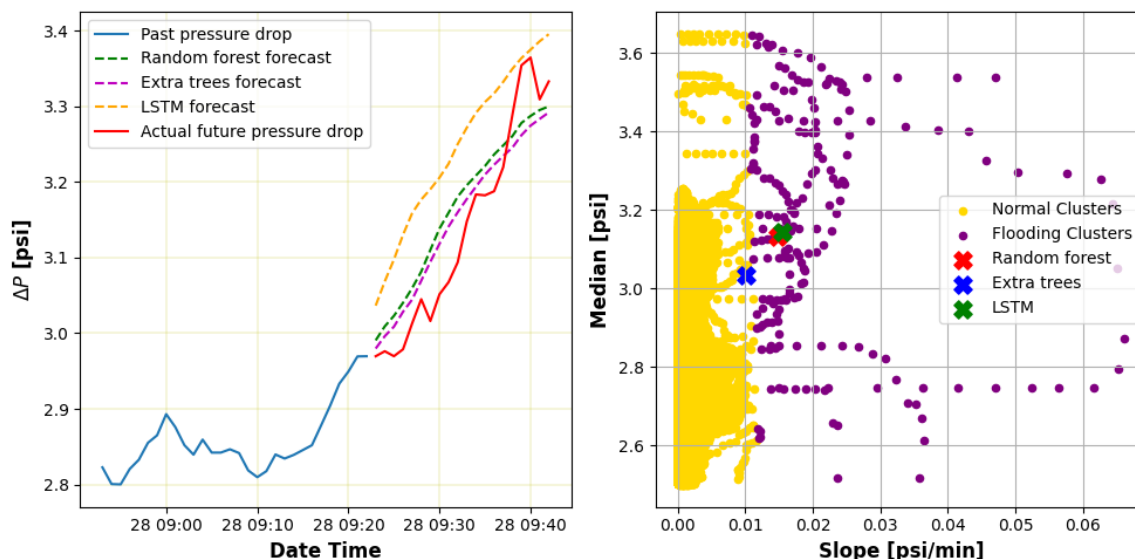 3.4
3.3
3.2
3.1
3.0
2.9
2.8
ΔP [psi]
Past pressure drop
Random forest forecast
Extra trees forecast
LSTM forecast
Actual future pressure drop
28 09:00
28 09:10
28 09:20
28 09:30
28 09:40
Date Time
3.6
3.4
3.2
3.0
2.8
2.6
Median [psi]
Normal Clusters
Flooding Clusters
Random forest
Extra trees
LSTM
0.00
0.01
0.02
0.03
0.04
0.05
0.06
Slope [psi/min]